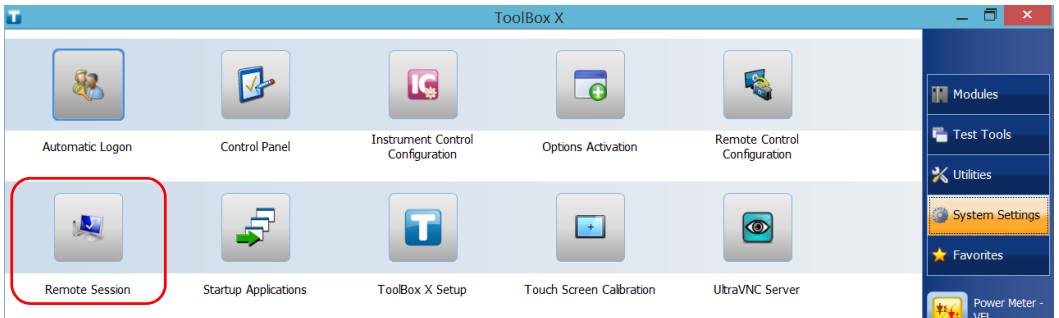 ToolBox X
Automatic Logon
Control Panel
Instrument Control
Configuration
Options Activation
Remote Control
Configuration
Remote Session
Startup Applications
ToolBox X Setup
Touch Screen Calibration
UltraVNC Server
Modules
Test Tools
Utilities
System Settings
Favorites
Power Meter -
VFL